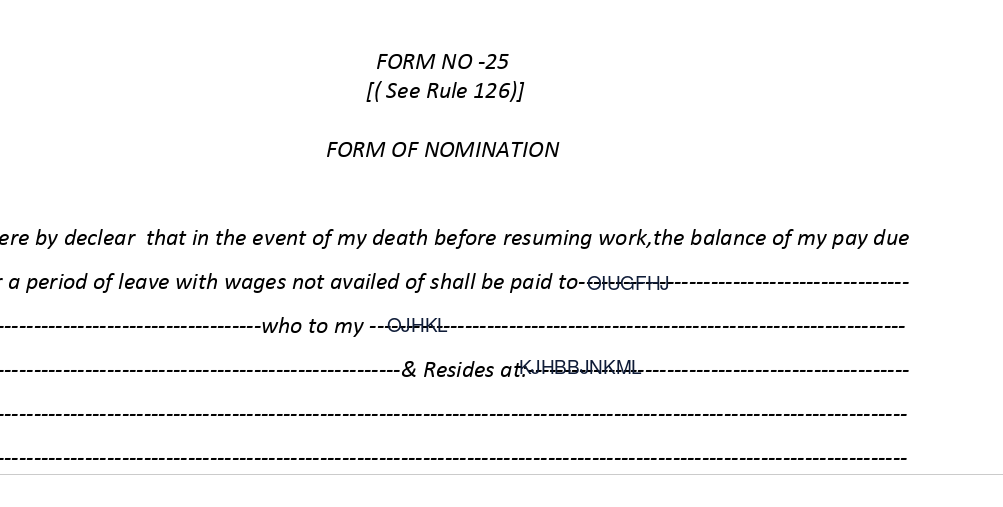 FORM NO -25
[( See Rule 126)]
FORM OF NOMINATION
ere by declear that in the event of my death before resuming work,the balance of my pay due
a period of leave with wages not availed of shall be paid to- OIUGFHJ
who to my -- OJHKL
& Resides at: KJHBBJNKML